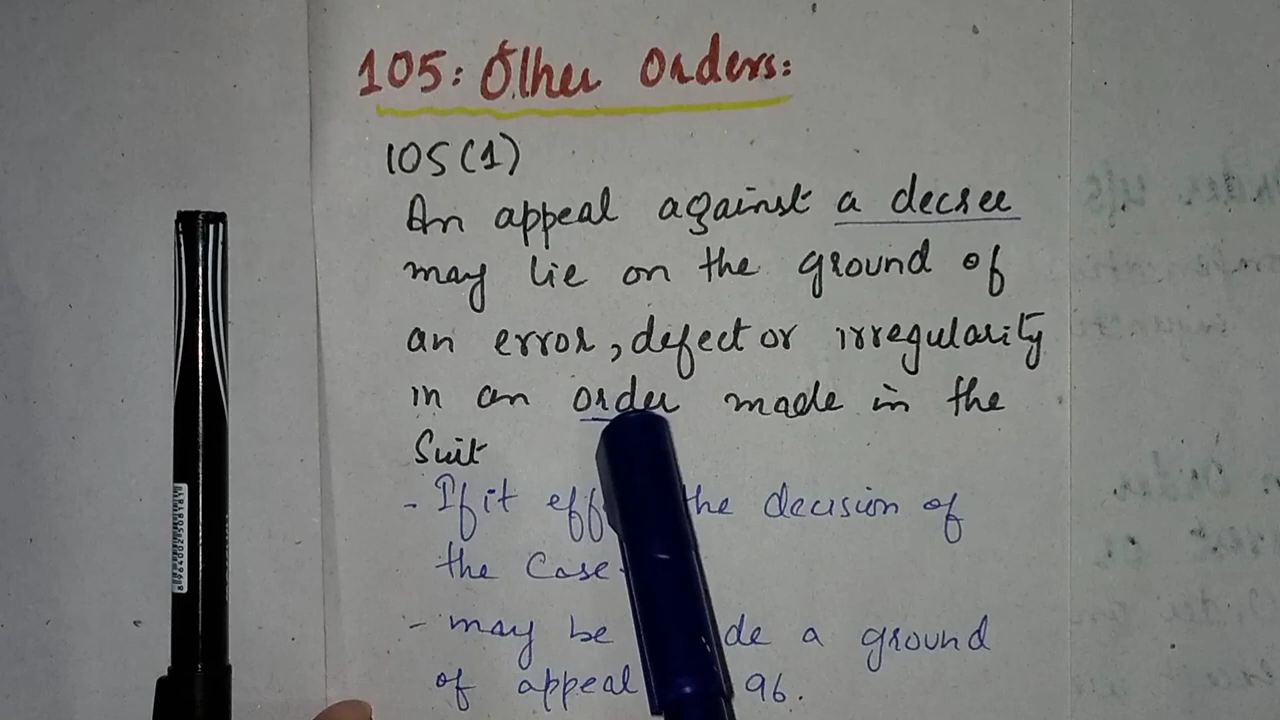 105: Other Orders:
105(1)
An appeal against a decree
may lie on the ground of
an error, defect or irregularity
in an order made in the
Suit
- If it eff the decision of
the Case
- may be de a ground
of appeal 96.
8964002508181